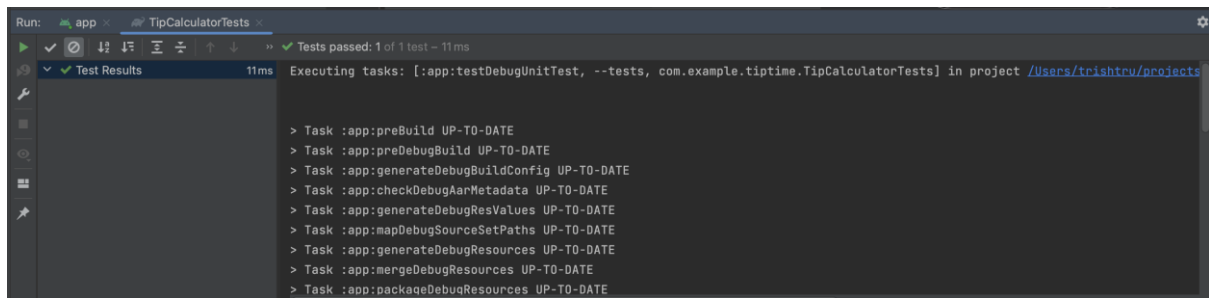 Run: app × TipCalculatorTests ×
» ✔ Tests passed: 1 of 1 test – 11 ms
Test Results 11 ms
Executing tasks: [:app:testDebugUnitTest, --tests, com.example.tiptime.TipCalculatorTests] in project /Users/trishtru/projects
> Task :app:preBuild UP-TO-DATE
> Task :app:preDebugBuild UP-TO-DATE
> Task :app:generateDebugBuildConfig UP-TO-DATE
> Task :app:checkDebugAarMetadata UP-TO-DATE
> Task :app:generateDebugResValues UP-TO-DATE
> Task :app:mapDebugSourceSetPaths UP-TO-DATE
> Task :app:generateDebugResources UP-TO-DATE
> Task :app:mergeDebugResources UP-TO-DATE
> Task :app:packageDebugResources UP-TO-DATE